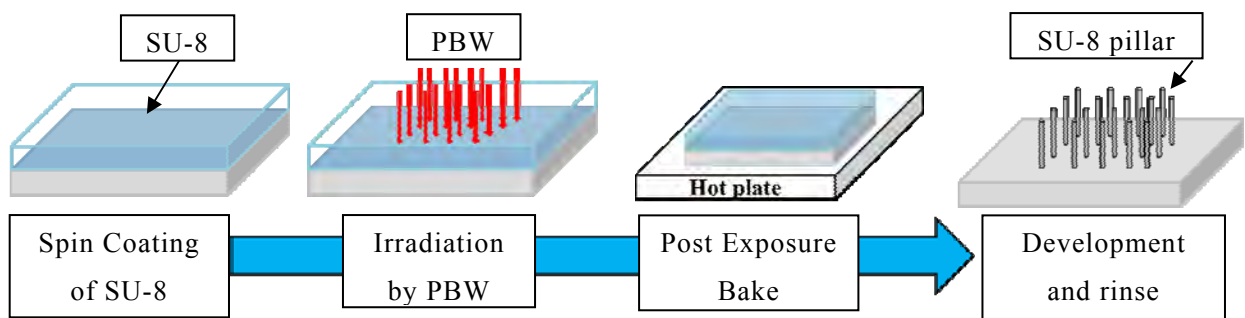 SU-8
PBW
SU-8 pillar
Hot plate
Spin Coating
of SU-8
Irradiation
by PBW
Post Exposure
Bake
Development
and rinse